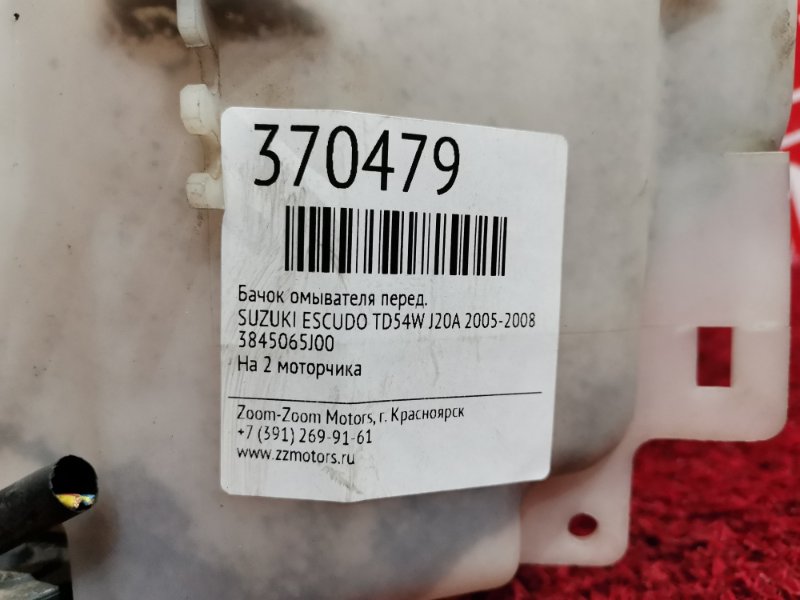 370479
Бачок омывателя перед.
SUZUKI ESCUDO TD54W J20A 2005-2008
3845065J00
На 2 моторчика
Zoom-Zoom Motors, г. Красноярск
+7 (391) 269-91-61
www.zzmotors.ru